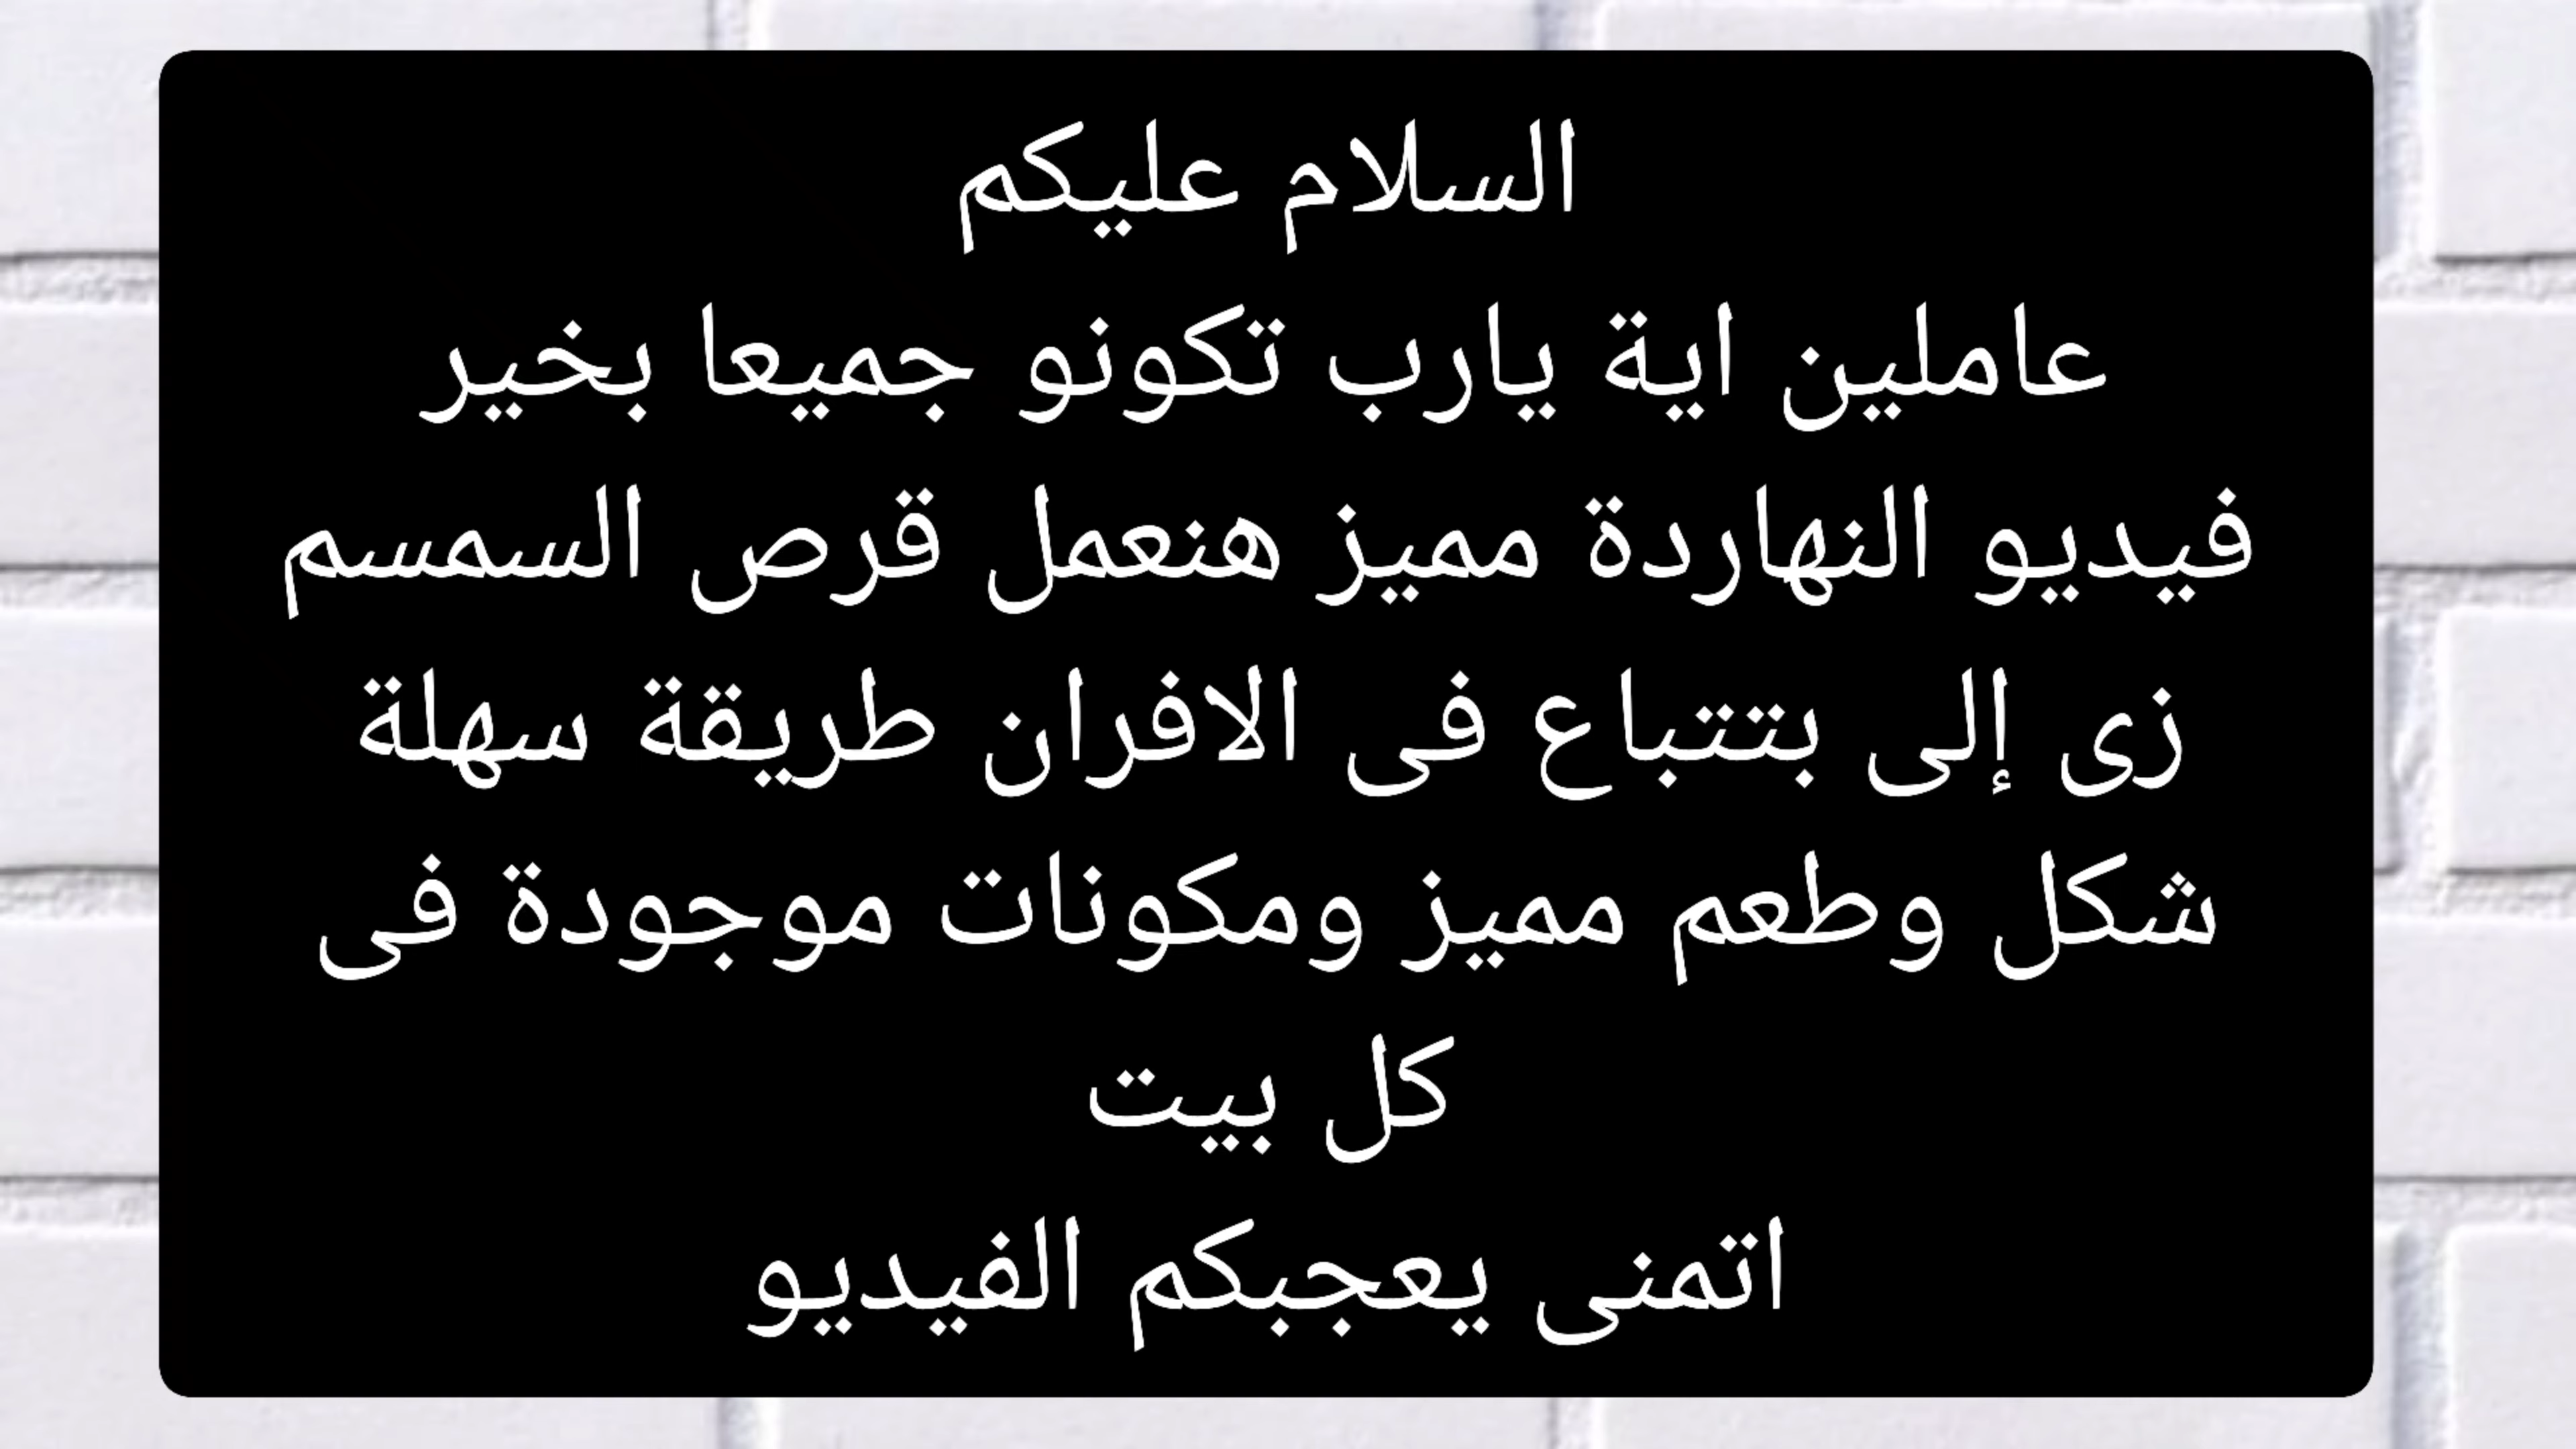 السلام عليكم
عاملين اية يارب تكونو جميعا بخير
فيديو النهاردة مميز هنعمل قرص السمسم
زى إلى بتتباع فى الافران طريقة سهلة
شكل وطعم مميز ومكونات موجودة فى
كل بيت
اتمنى يعجبكم الفيديو